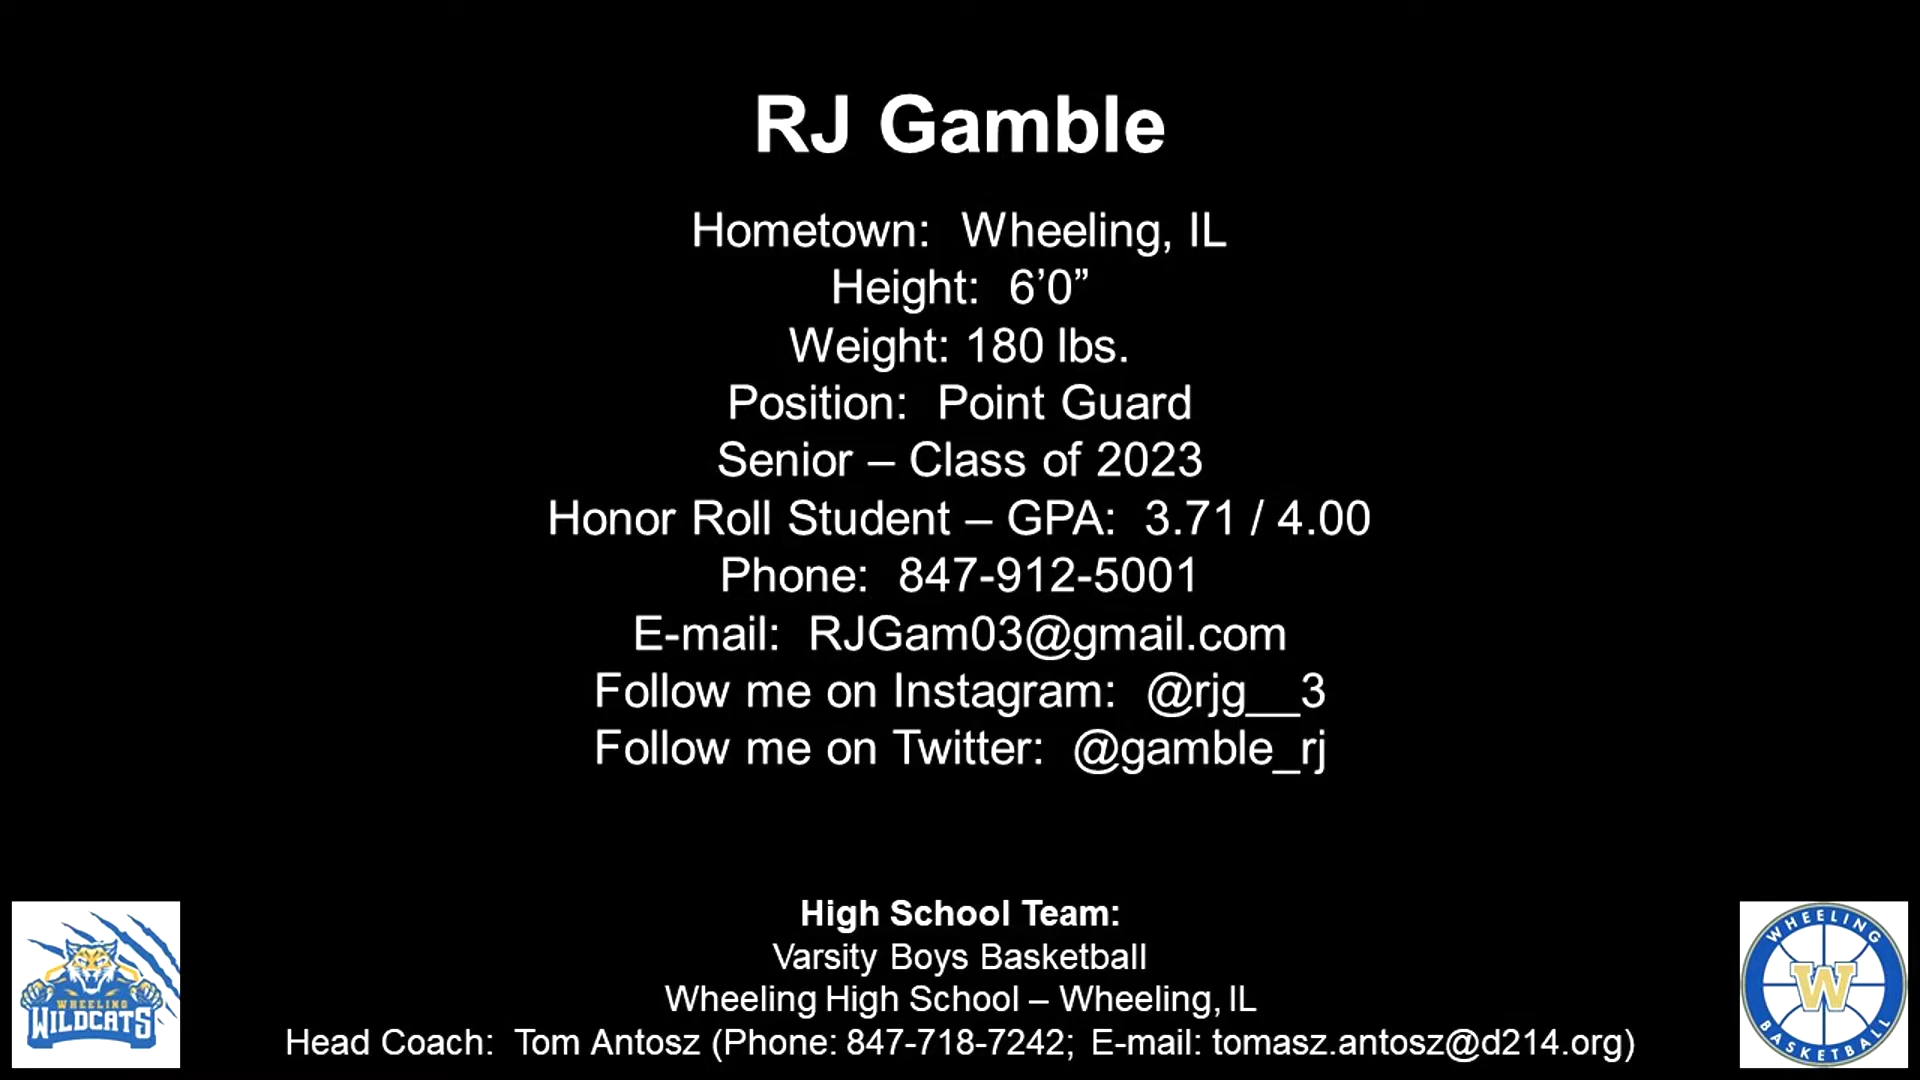 RJ Gamble
Hometown:  Wheeling, IL
Height:  6’0”
Weight: 180 lbs.
Position:  Point Guard
Senior – Class of 2023
Honor Roll Student – GPA:  3.71 / 4.00
Phone:  847-912-5001
E-mail:  RJGam03@gmail.com
Follow me on Instagram:  @rjg__3
Follow me on Twitter:  @gamble_rj
High School Team:
Varsity Boys Basketball
Wheeling High School – Wheeling, IL
Head Coach:  Tom Antosz (Phone: 847-718-7242;  E-mail: tomasz.antosz@d214.org)
WHEELING
WILDCATS
WHEELING
W
BASKETBALL